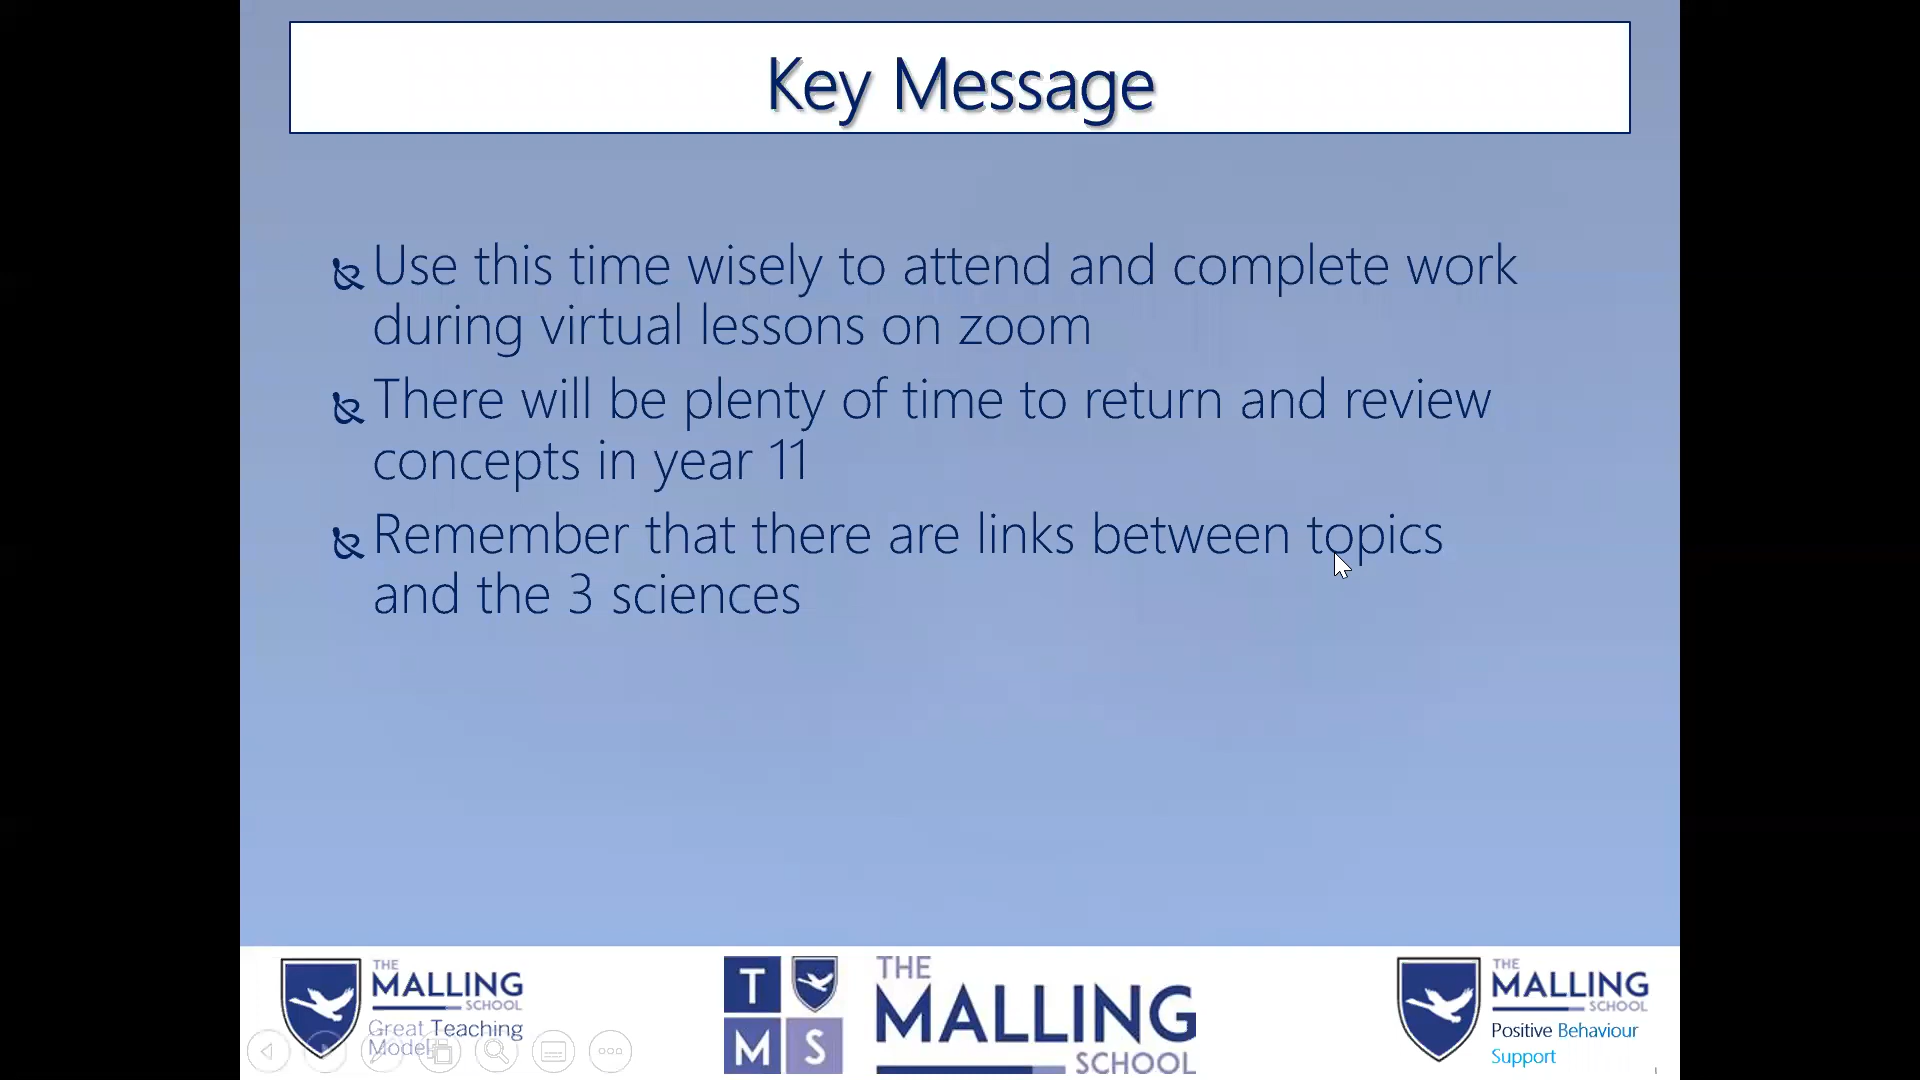 Key Message
Use this time wisely to attend and complete work
during virtual lessons on zoom
There will be plenty of time to return and review
concepts in year 11
Remember that there are links between topics
and the 3 sciences
THE
MALLING
SCHOOL
Great Teaching
Model
T
M S
THE
MALLING
SCHOOL
THE
MALLING
SCHOOL
Positive Behaviour
Support